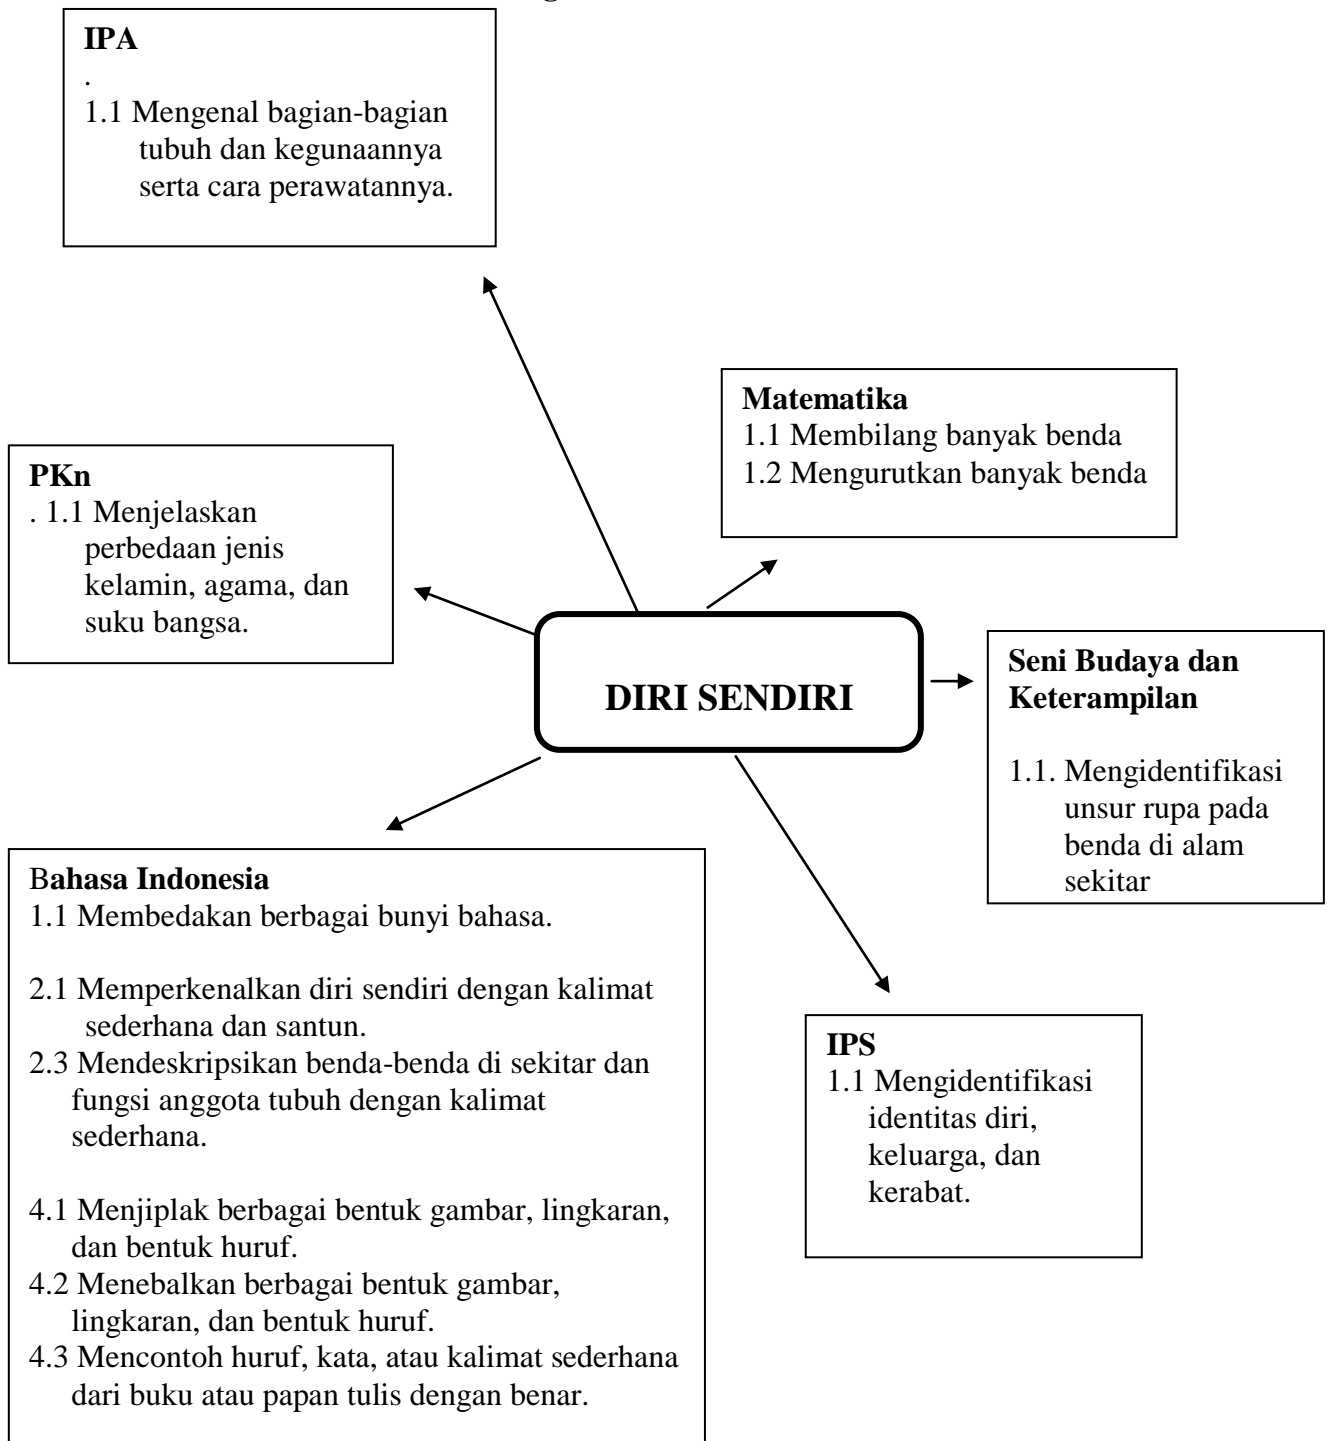 IPA
.
1.1 Mengenal bagian-bagian
tubuh dan kegunaannya
serta cara perawatannya.
Matematika
1.1 Membilang banyak benda
1.2 Mengurutkan banyak benda
PKn
. 1.1 Menjelaskan
perbedaan jenis
kelamin, agama, dan
suku bangsa.
DIRI SENDIRI
Seni Budaya dan
Keterampilan
1.1. Mengidentifikasi
unsur rupa pada
benda di alam
sekitar
Bahasa Indonesia
1.1 Membedakan berbagai bunyi bahasa.
2.1 Memperkenalkan diri sendiri dengan kalimat
sederhana dan santun.
2.3 Mendeskripsikan benda-benda di sekitar dan
fungsi anggota tubuh dengan kalimat
sederhana.
4.1 Menjiplak berbagai bentuk gambar, lingkaran,
dan bentuk huruf.
4.2 Menebalkan berbagai bentuk gambar,
lingkaran, dan bentuk huruf.
4.3 Mencontoh huruf, kata, atau kalimat sederhana
dari buku atau papan tulis dengan benar.
IPS
1.1 Mengidentifikasi
identitas diri,
keluarga, dan
kerabat.